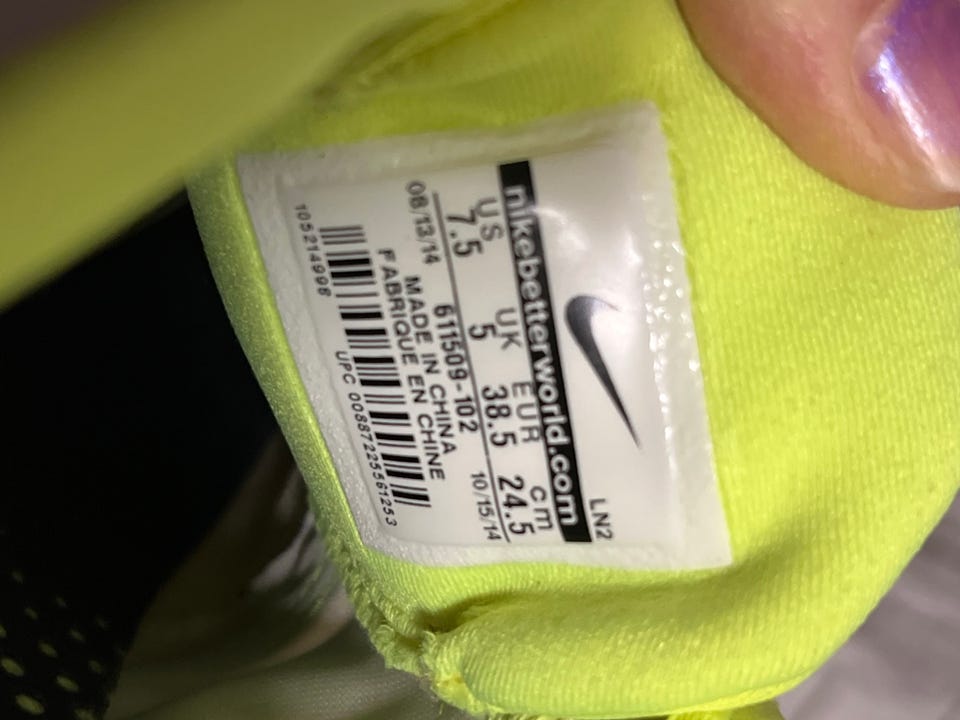 LN2
nikebetterworld.com
US UK EUR cm
7.5 5 38.5 24.5
08/13/14 611509-102 10/15/14
MADE IN CHINA
FABRIQUE EN CHINE
UPC 00887225561253
105214998